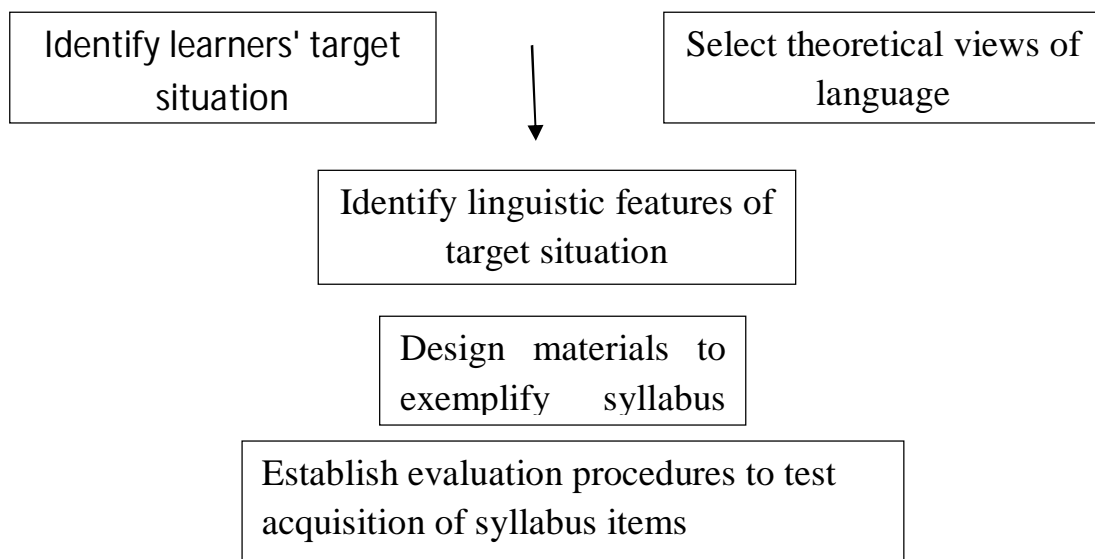 Identify learners' target
situation
Select theoretical views of
language
Identify linguistic features of
target situation
Design materials to
exemplify syllabus
Establish evaluation procedures to test
acquisition of syllabus items